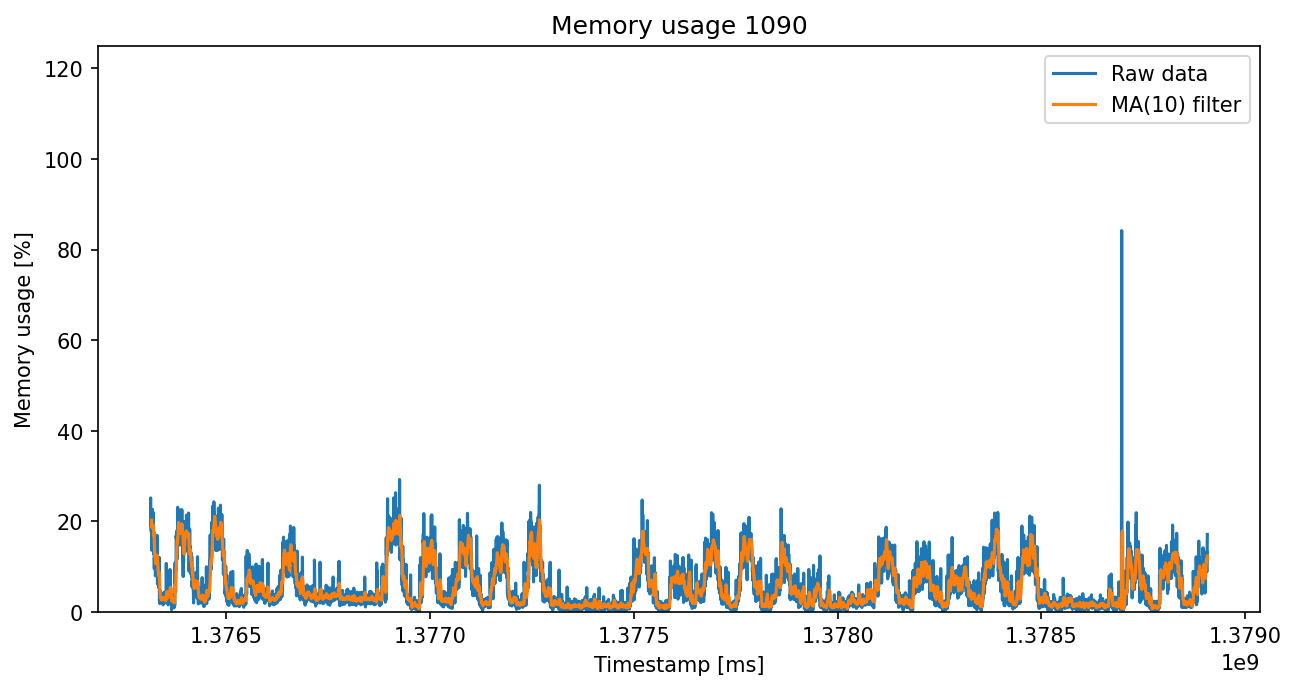 Memory usage 1090
Raw data
MA(10) filter
Memory usage [%]
120
100
80
60
40
20
0
1.3765 1.3770 1.3775 1.3780 1.3785 1.3790
1e9
Timestamp [ms]